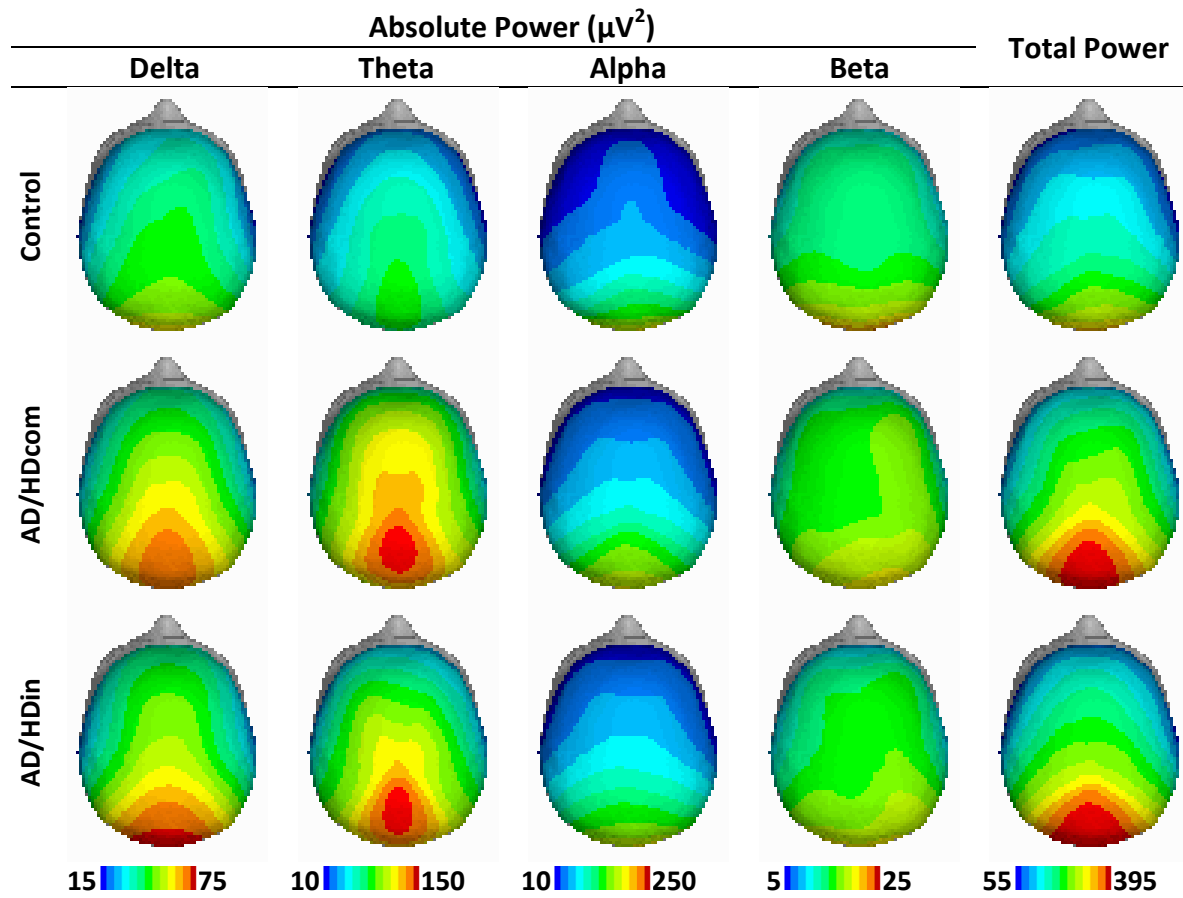 Absolute Power (µV²)
Total Power
Delta Theta Alpha Beta
Control
AD/HDcom
AD/HDin
15 75 10 150 10 250 5 25 55 395